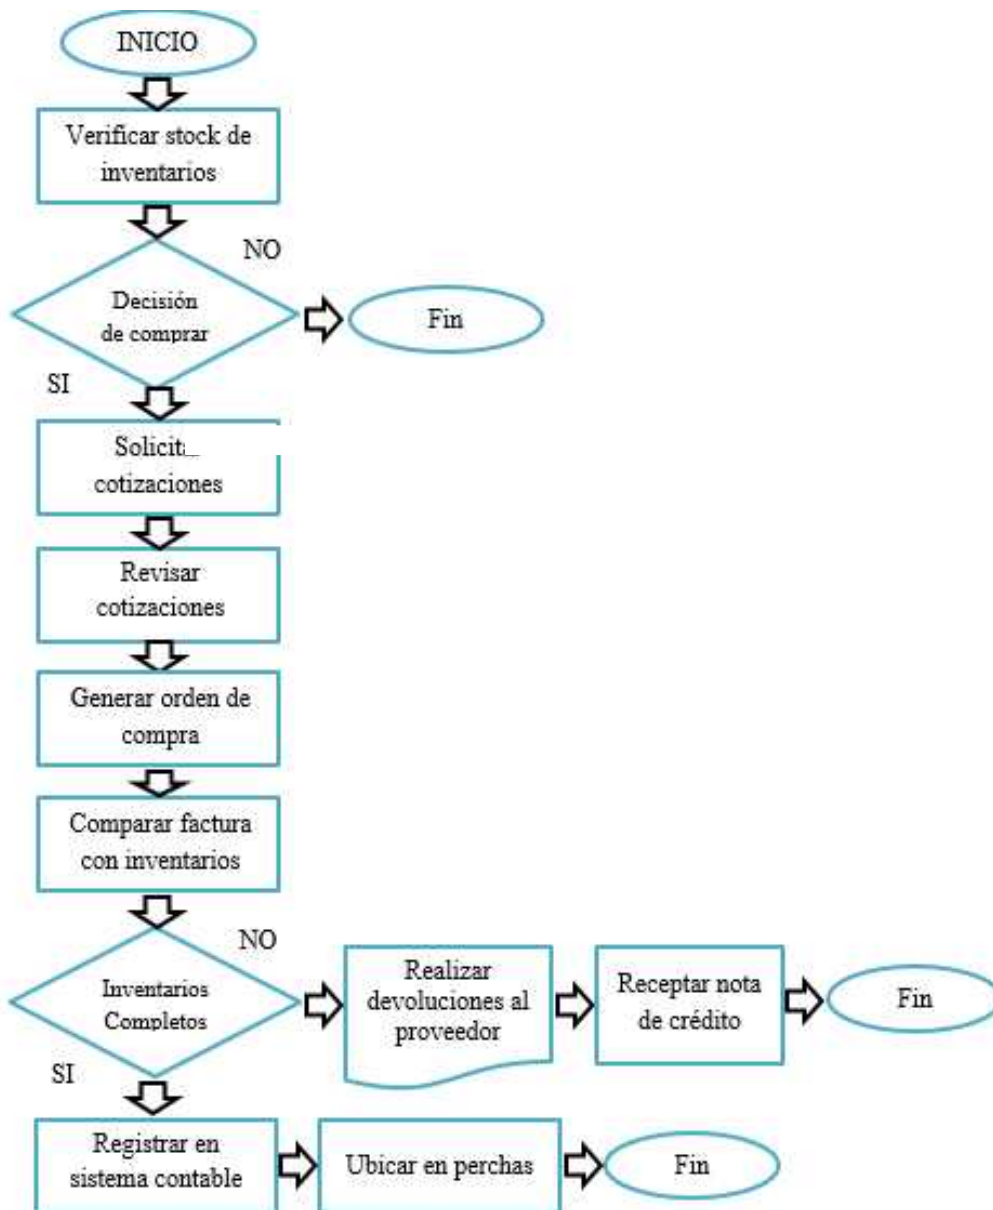 INICIO
Verificar stock de
inventarios
NO
Decisión
de comprar
Fin
SI
cotizaciones
Revisar
cotizaciones
Generar orden de
compra
Comparar factura
con inventarios
NO
Inventarios
Completos
Realizar
devoluciones al
proveedor
Receptar nota
de crédito
Fin
SI
Registrar en
sistema contable
Ubicar en perchas
Fin